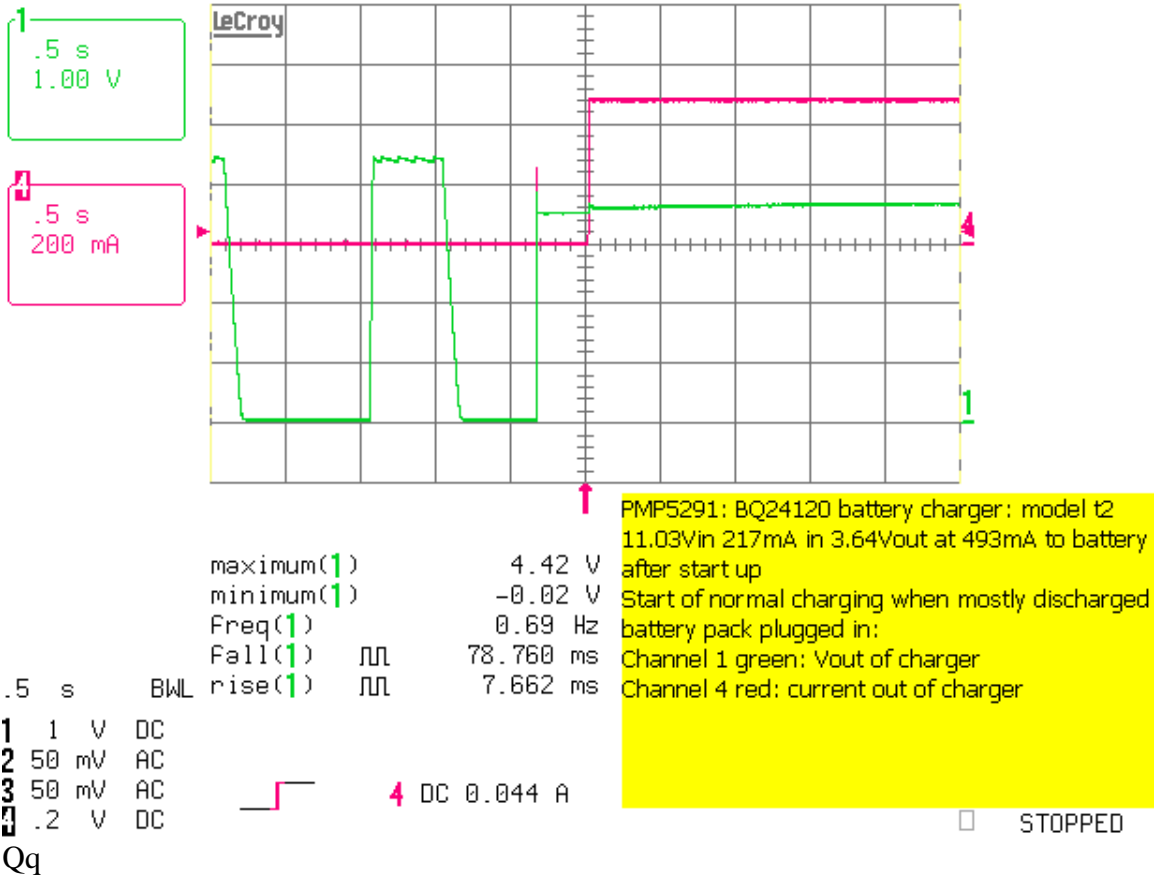 1
.5 s
1.00 V
LeCroy
4
.5 s
200 mA
4
1
PMP5291: BQ24120 battery charger: model t2
11.03Vin 217mA in 3.64Vout at 493mA to battery
after start up
Start of normal charging when mostly discharged
battery pack plugged in:
Channel 1 green: Vout of charger
Channel 4 red: current out of charger
maximum(1) 4.42 V
minimum(1) -0.02 V
Freq(1) 0.69 Hz
Fall(1) 78.760 ms
rise(1) 7.662 ms
.5 s BWL
1 1 V DC
2 50 mV AC
3 50 mV AC
4 .2 V DC
4 DC 0.044 A
STOPPED
Qq